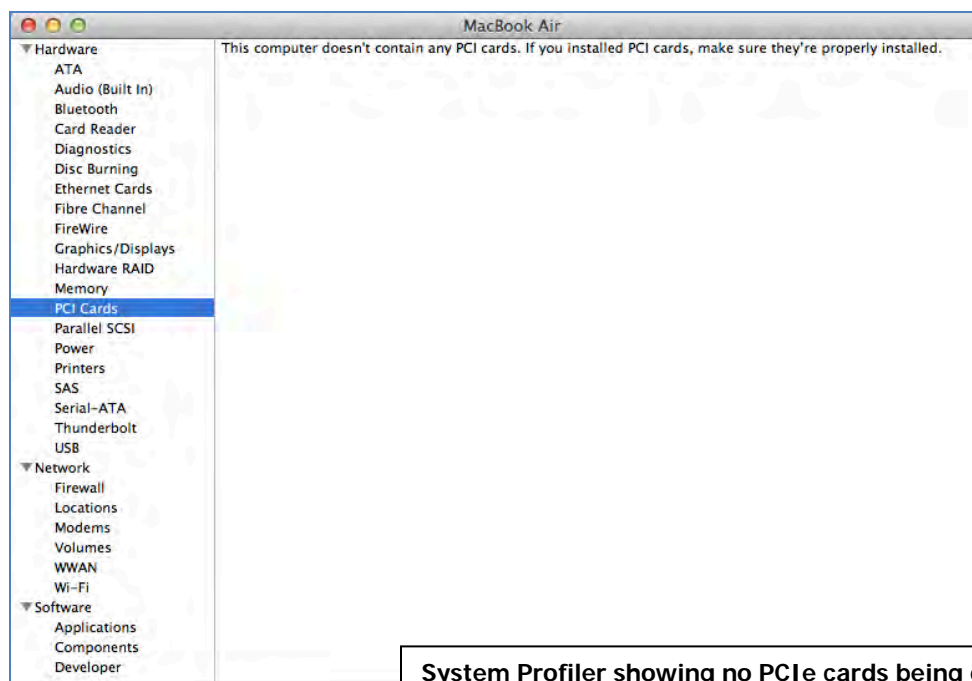 MacBook Air
Hardware
ATA
Audio (Built In)
Bluetooth
Card Reader
Diagnostics
Disc Burning
Ethernet Cards
Fibre Channel
FireWire
Graphics/Displays
Hardware RAID
Memory
PCI Cards
Parallel SCSI
Power
Printers
SAS
Serial-ATA
Thunderbolt
USB
Network
Firewall
Locations
Modems
Volumes
WWAN
Wi-Fi
Software
Applications
Components
Developer
This computer doesn't contain any PCI cards. If you installed PCI cards, make sure they're properly installed.
System Profiler showing no PCIe cards being